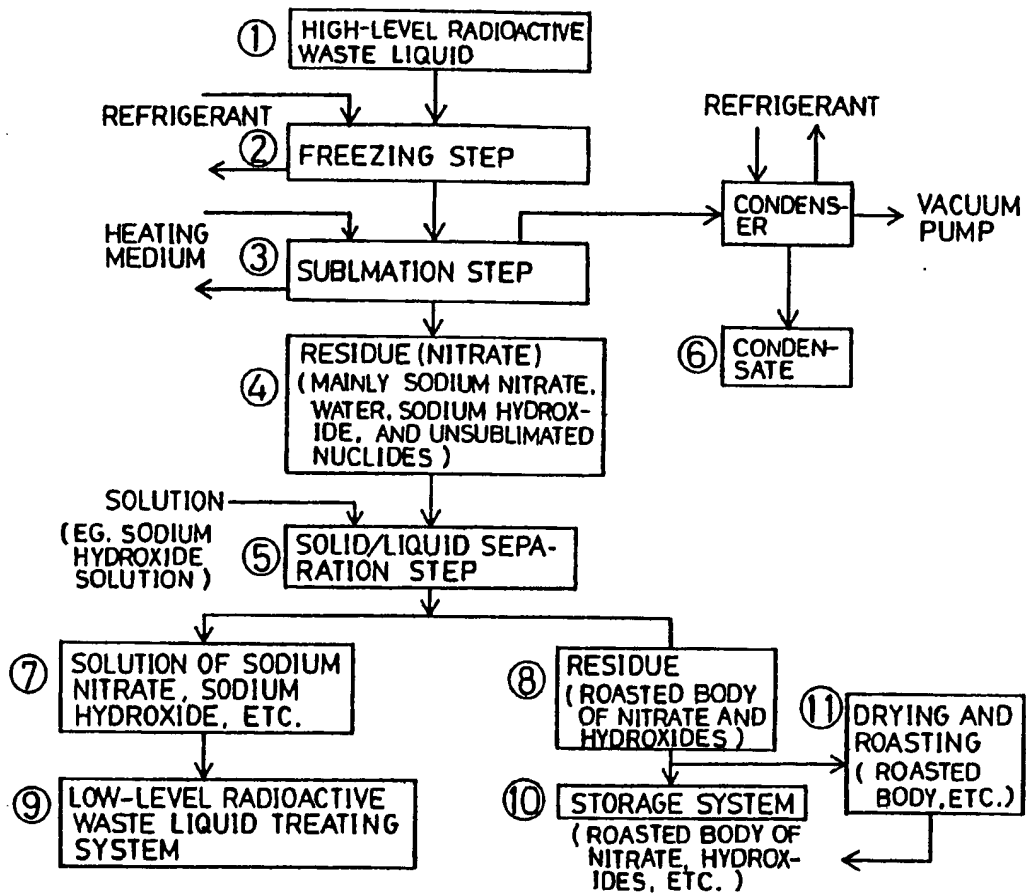 ①
HIGH-LEVEL RADIOACTIVE
WASTE LIQUID
REFRIGERANT
②
FREEZING STEP
REFRIGERANT
CONDENS-
ER
VACUUM
PUMP
HEATING
MEDIUM
③
SUBLMATION STEP
⑥
CONDEN-
SATE
④
RESIDUE (NITRATE)
(MAINLY SODIUM NITRATE,
WATER, SODIUM HYDROX-
IDE, AND UNSUBLIMATED
NUCLIDES)
SOLUTION
(EG. SODIUM
HYDROXIDE
SOLUTION)
⑤
SOLID/LIQUID SEPA-
RATION STEP
⑦
SOLUTION OF SODIUM
NITRATE, SODIUM
HYDROXIDE, ETC.
⑧
RESIDUE
(ROASTED BODY
OF NITRATE AND
HYDROXIDES)
⑪
DRYING AND
ROASTING
(ROASTED
BODY, ETC.)
⑨
LOW-LEVEL RADIOACTIVE
WASTE LIQUID TREATING
SYSTEM
⑩
STORAGE SYSTEM
(ROASTED BODY OF
NITRATE, HYDROX-
IDES, ETC.)